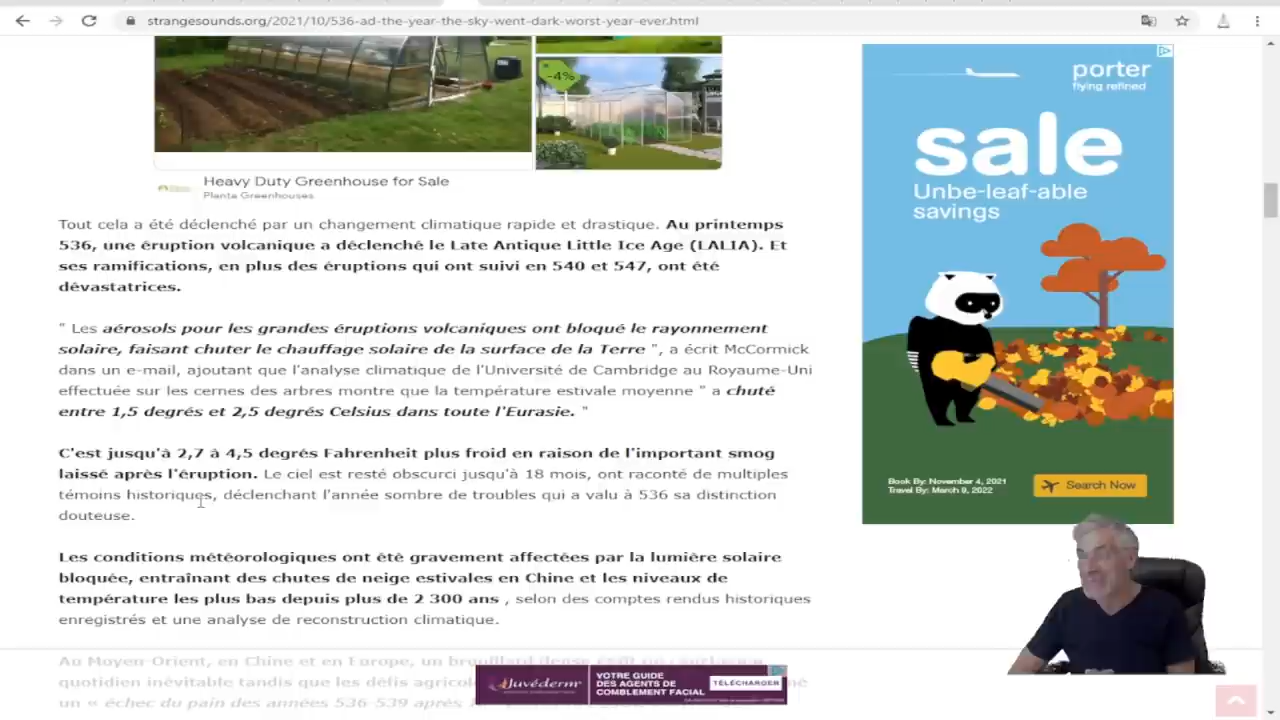 strangesounds.org/2021/10/536-ad-the-year-the-sky-went-dark-worst-year-ever.html
-4%
Heavy Duty Greenhouse for Sale
Planta Greenhouses
Tout cela a été déclenché par un changement climatique rapide et drastique. Au printemps
536, une éruption volcanique a déclenché le Late Antique Little Ice Age (LALIA). Et
ses ramifications, en plus des éruptions qui ont suivi en 540 et 547, ont été
dévastatrices.
" Les aérosols pour les grandes éruptions volcaniques ont bloqué le rayonnement
solaire, faisant chuter le chauffage solaire de la surface de la Terre ", a écrit McCormick
dans un e-mail, ajoutant que l'analyse climatique de l'Université de Cambridge au Royaume-Uni
effectuée sur les cernes des arbres montre que la température estivale moyenne " a chuté
entre 1,5 degrés et 2,5 degrés Celsius dans toute l'Eurasie. "
C'est jusqu'à 2,7 à 4,5 degrés Fahrenheit plus froid en raison de l'important smog
laissé après l'éruption. Le ciel est resté obscurci jusqu'à 18 mois, ont raconté de multiples
témoins historiques, déclenchant l'année sombre de troubles qui a valu à 536 sa distinction
douteuse.
Les conditions météorologiques ont été gravement affectées par la lumière solaire
bloquée, entraînant des chutes de neige estivales en Chine et les niveaux de
température les plus bas depuis plus de 2 300 ans , selon des comptes rendus historiques
enregistrés et une analyse de reconstruction climatique.
Au Moyen-Orient, en Chine et en Europe, un brouillard dense
quotidien inévitable tandis que les défis
un « échec du pain des années 536-539 après
porter
flying refined
sale
Unbe-leaf-able
savings
Book By: November 4, 2021
Travel By: March 9, 2022
Search Now
Juvéderm
VOTRE GUIDE
DES AGENTS DE
COMBLEMENT FACIAL
TÉLÉCHARGER